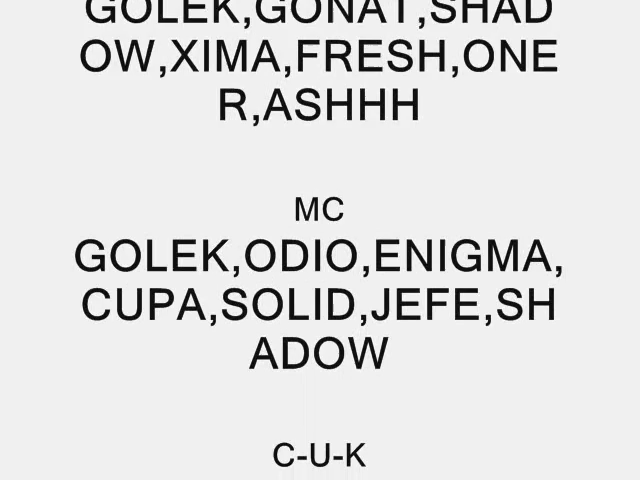 GOLEK,GONAT,SHAD
OW,XIMA,FRESH,ONE
R,ASHHH
MC
GOLEK,ODIO,ENIGMA,
CUPA,SOLID,JEFE,SH
ADOW
C-U-K